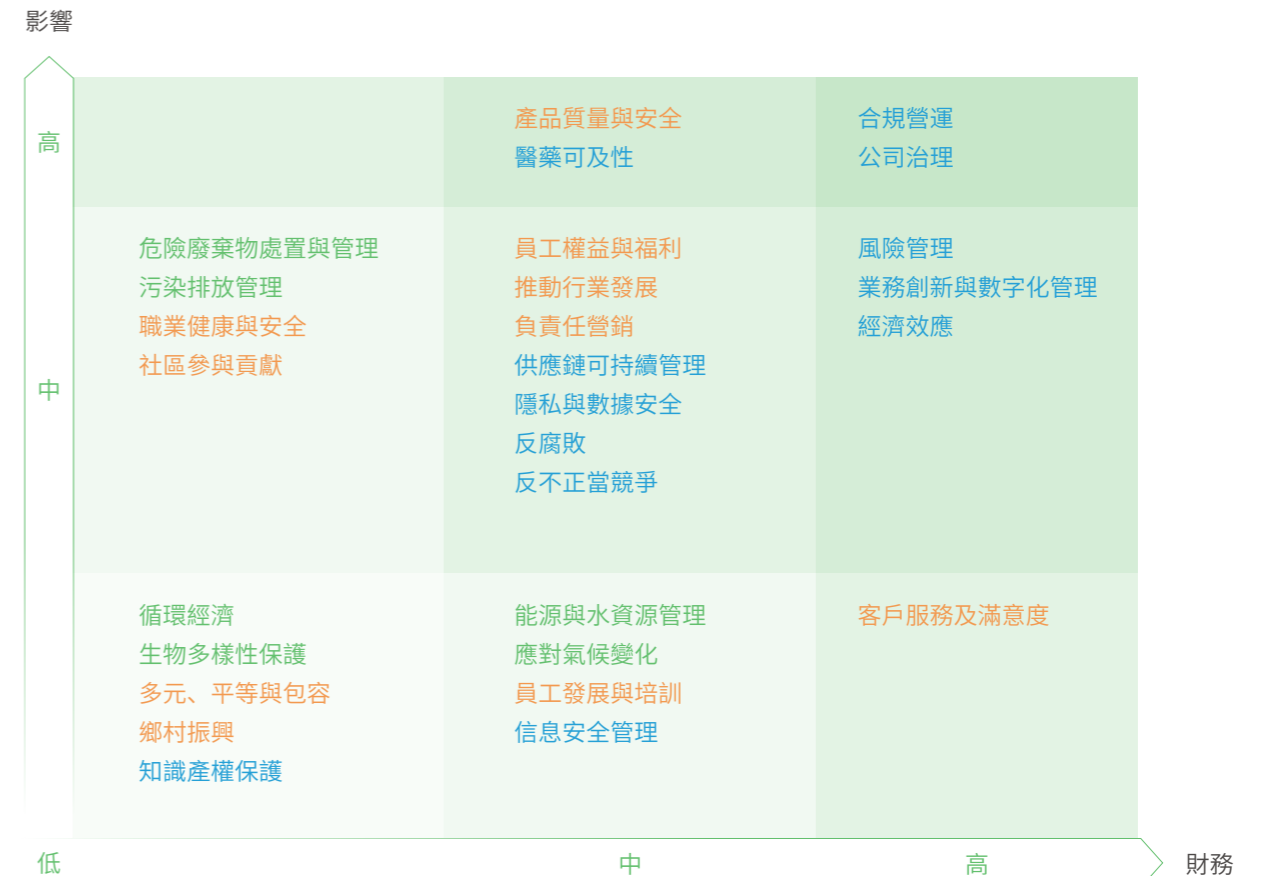 影響
高
產品質量與安全
醫藥可及性
合規營運
公司治理
中
危險廢棄物處置與管理
污染排放管理
職業健康與安全
社區參與貢獻
員工權益與福利
推動行業發展
負責任營銷
供應鏈可持續管理
隱私與數據安全
反腐敗
反不正當競爭
風險管理
業務創新與數字化管理
經濟效應
循環經濟
生物多樣性保護
多元、平等與包容
鄉村振興
知識產權保護
能源與水資源管理
應對氣候變化
員工發展與培訓
信息安全管理
客戶服務及滿意度
低
中
高
財務